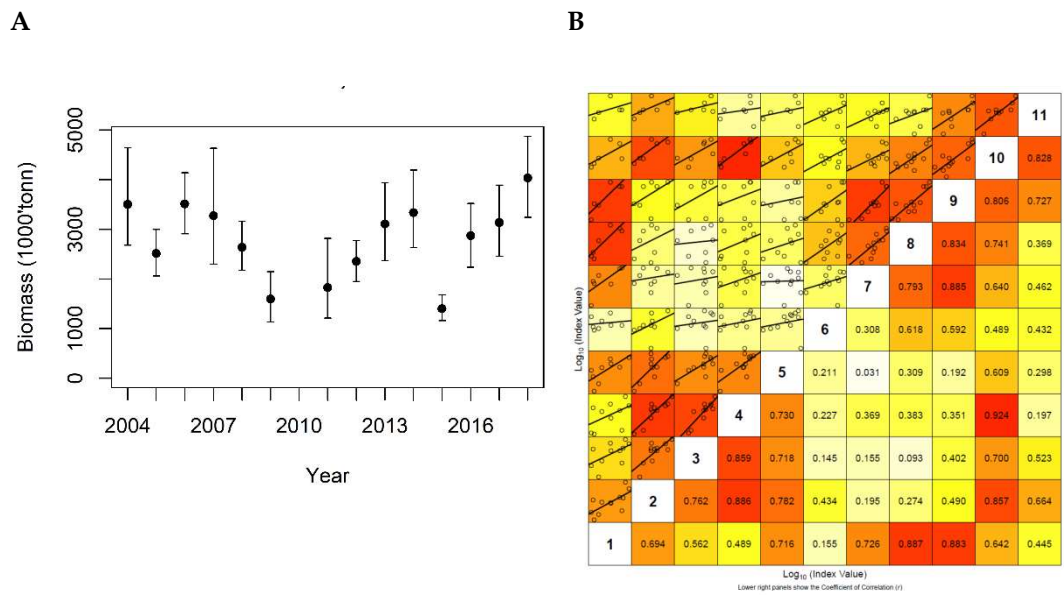 A
B
Biomass (1000'tonn)
5000
3000
1000
0
2004 2007 2010 2013 2016
Year
Log10 (Index Value)
11
10 0.828
9 0.806 0.727
8 0.834 0.741 0.369
7 0.793 0.885 0.640 0.462
6 0.308 0.618 0.592 0.489 0.432
5 0.211 0.031 0.309 0.192 0.609 0.298
4 0.730 0.227 0.369 0.383 0.351 0.924 0.197
3 0.859 0.718 0.145 0.155 0.093 0.402 0.700 0.523
2 0.762 0.886 0.782 0.434 0.195 0.274 0.490 0.857 0.664
1 0.694 0.562 0.489 0.716 0.155 0.726 0.887 0.883 0.642 0.445
Log10 (Index Value)
Lower right panels show the Coefficient of Correlation (r)